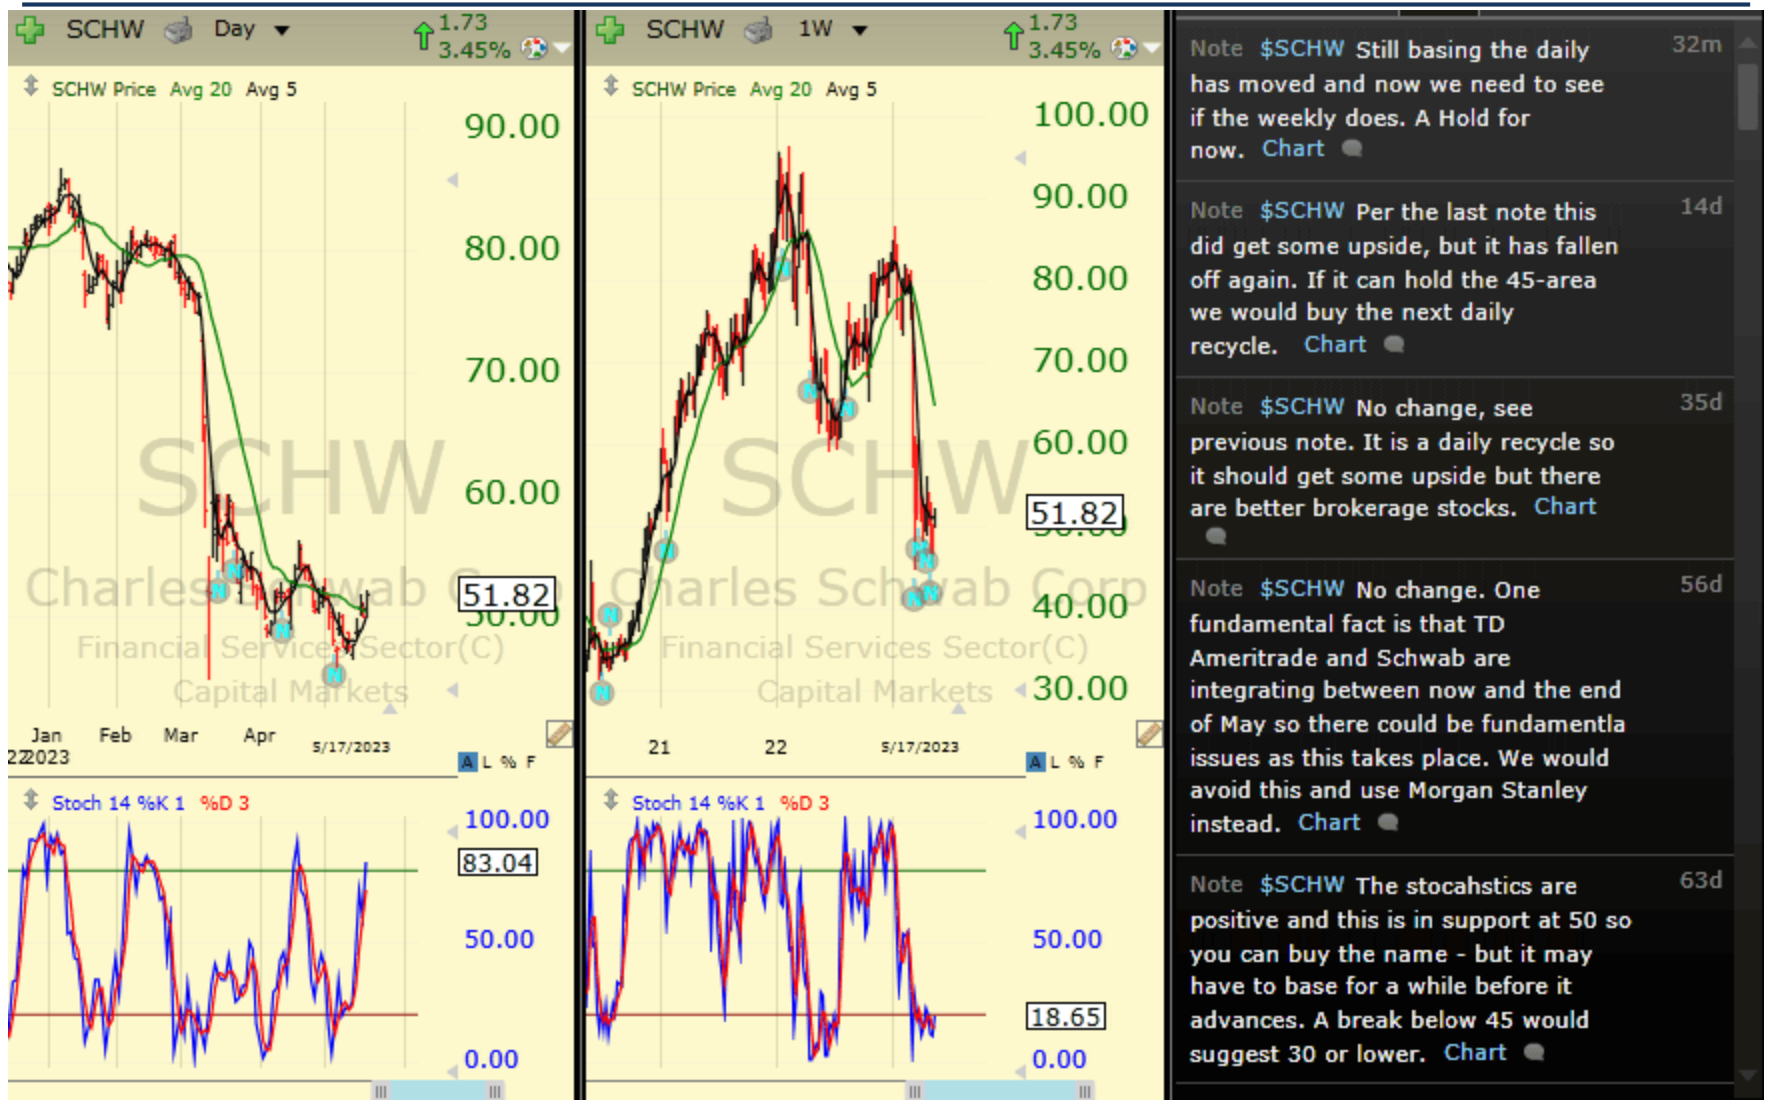 SCHW Day
1.73
3.45%
SCHW Price Avg 20 Avg 5
90.00
80.00
70.00
60.00
51.82
50.00
SCHW
Charles Schwab Corp
Financial Services Sector(C)
Capital Markets
Jan Feb Mar Apr 5/17/2023
22 2023
A L % F
Stoch 14 %K 1 %D 3
100.00
83.04
50.00
0.00
SCHW 1W
1.73
3.45%
SCHW Price Avg 20 Avg 5
100.00
90.00
80.00
70.00
60.00
51.82
50.00
40.00
30.00
SCHW
Charles Schwab Corp
Financial Services Sector(C)
Capital Markets
21 22 5/17/2023
A L % F
Stoch 14 %K 1 %D 3
100.00
50.00
18.65
0.00
Note $SCHW Still basing the daily 32m
has moved and now we need to see
if the weekly does. A Hold for
now. Chart
Note $SCHW Per the last note this 14d
did get some upside, but it has fallen
off again. If it can hold the 45-area
we would buy the next daily
recycle. Chart
Note $SCHW No change, see 35d
previous note. It is a daily recycle so
it should get some upside but there
are better brokerage stocks. Chart
Note $SCHW No change. One 56d
fundamental fact is that TD
Ameritrade and Schwab are
integrating between now and the end
of May so there could be fundamentla
issues as this takes place. We would
avoid this and use Morgan Stanley
instead. Chart
Note $SCHW The stocahstics are 63d
positive and this is in support at 50 so
you can buy the name - but it may
have to base for a while before it
advances. A break below 45 would
suggest 30 or lower. Chart